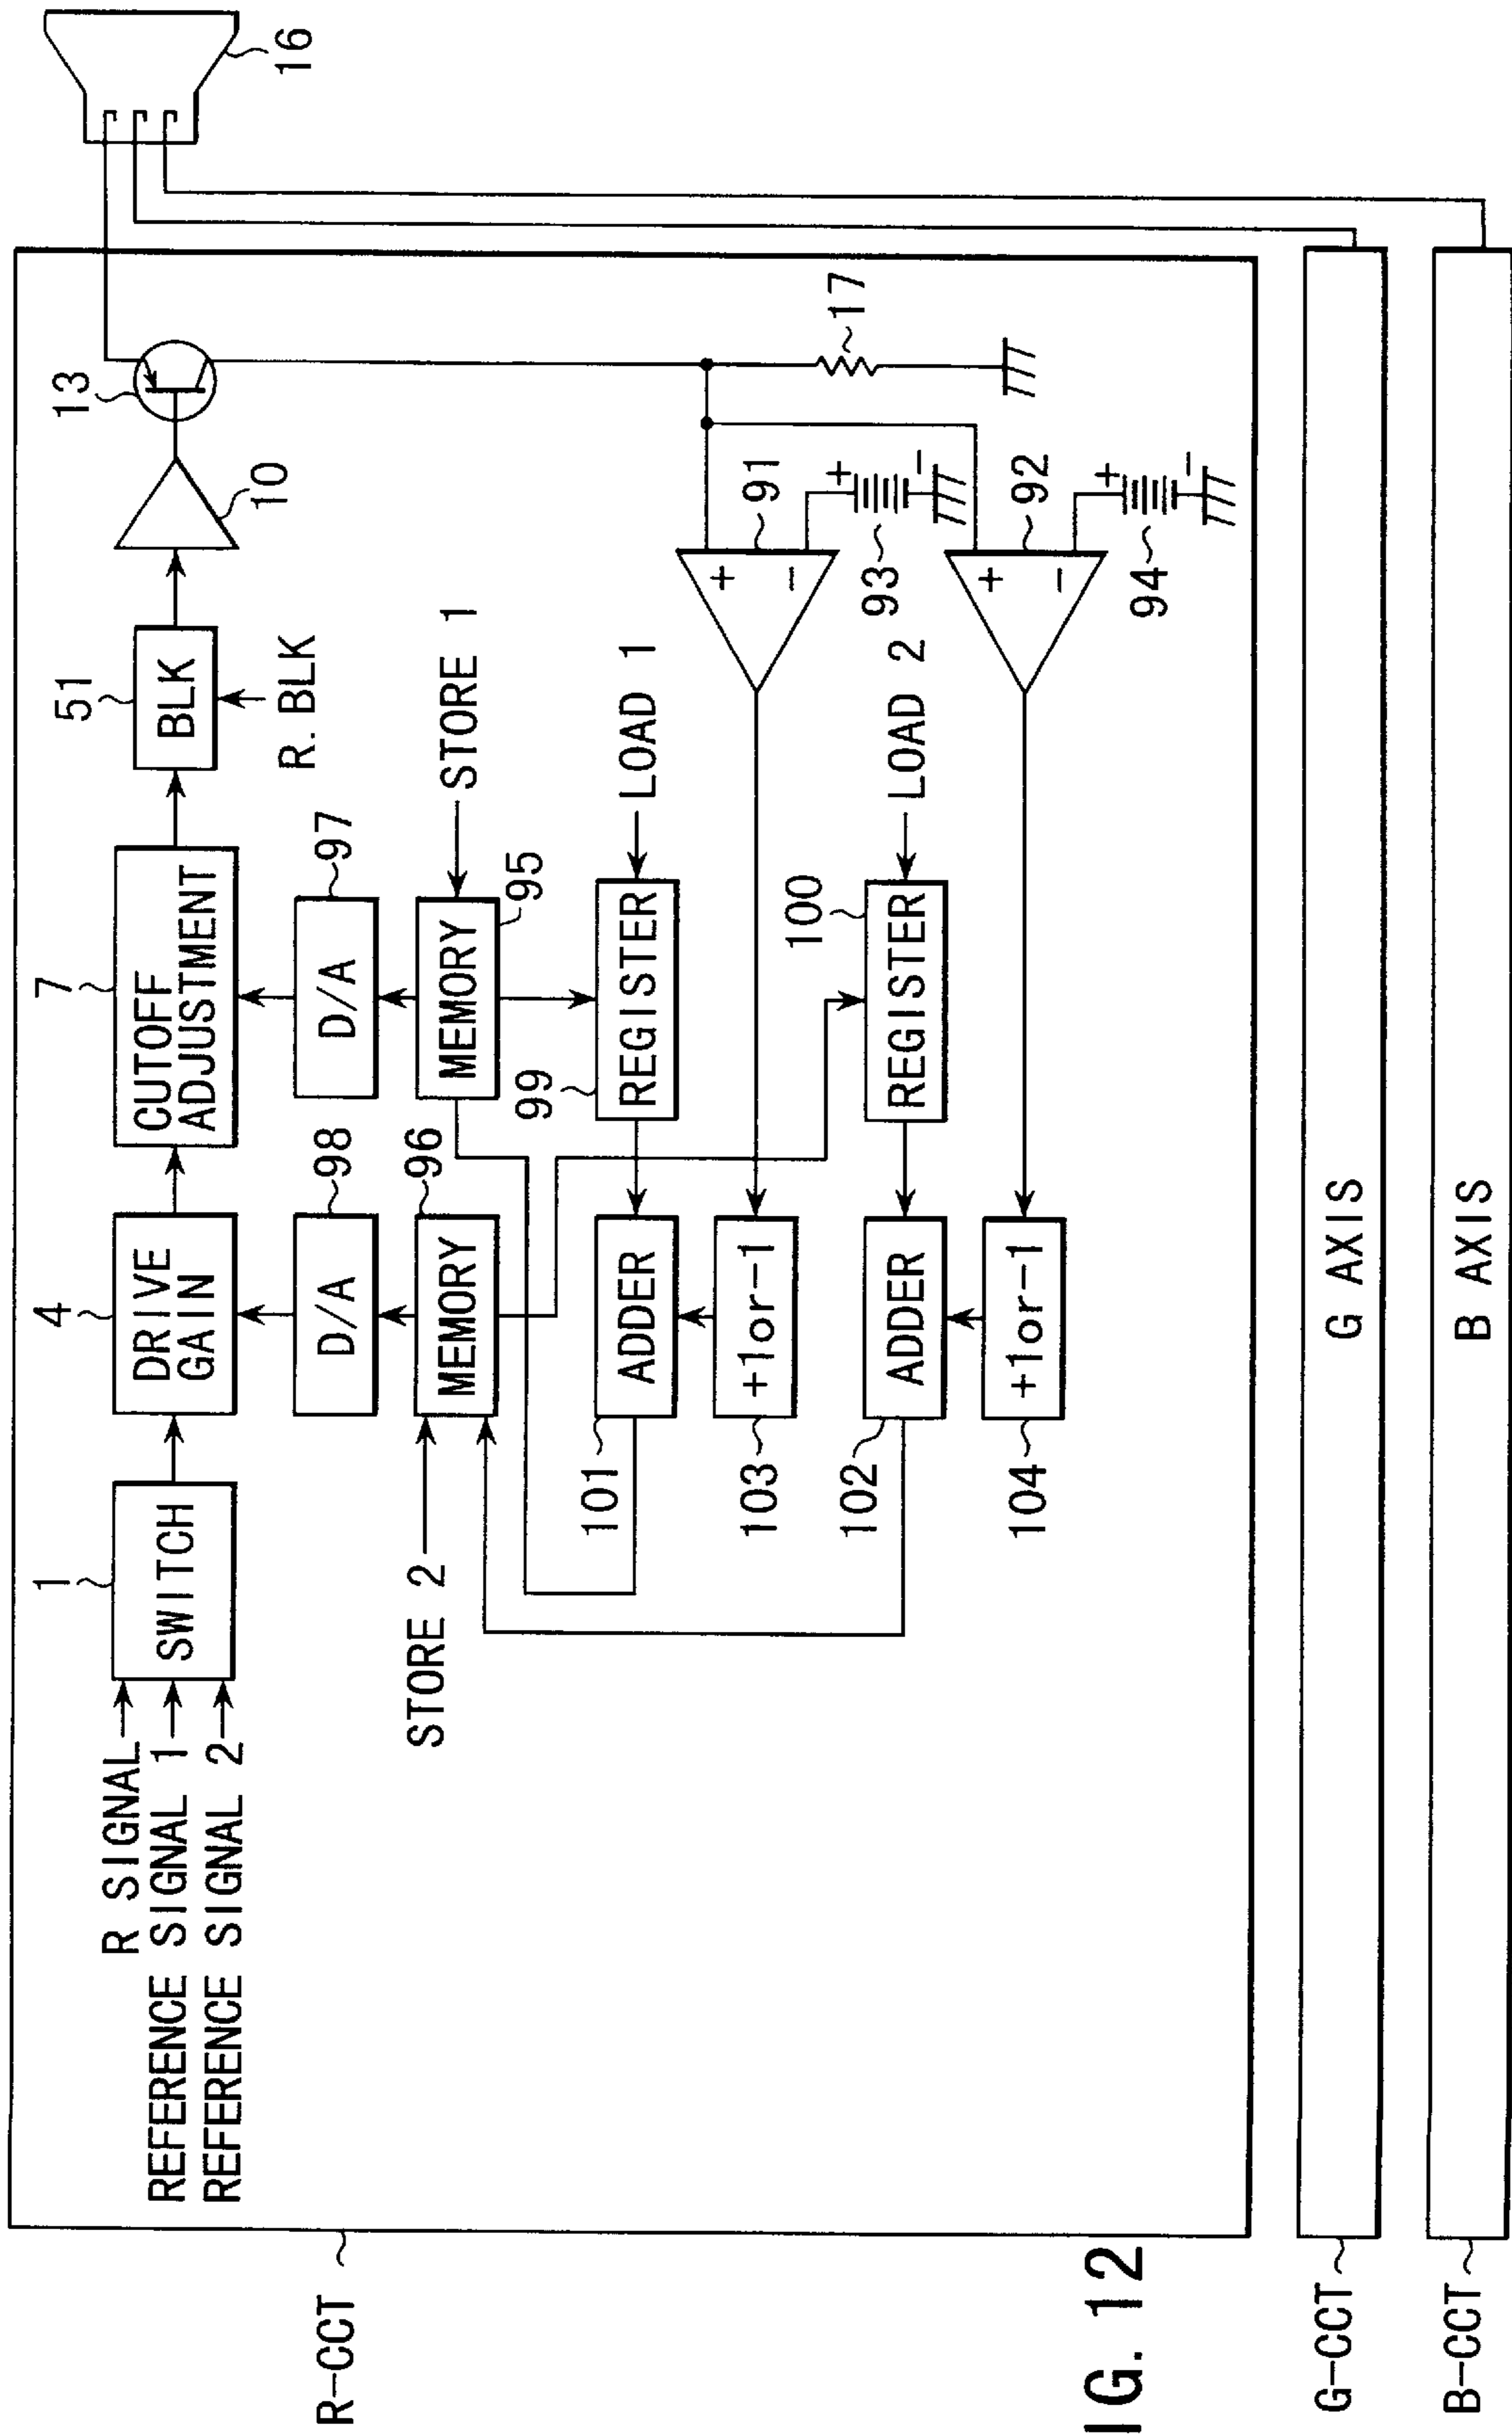 16
13
10
51
BLK
R. BLK
7
CUTOFF
ADJUSTMENT
4
DRIVE
GAIN
1
SWITCH
R SIGNAL
REFERENCE SIGNAL 1
REFERENCE SIGNAL 2
97
D/A
98
D/A
STORE 1
95
MEMORY
96
MEMORY
STORE 2
LOAD 1
99
REGISTER
101
ADDER
103
+1or-1
17
91
+
-
93
+
-
92
+
-
94
+
-
LOAD 2
100
REGISTER
102
ADDER
104
+1or-1
R-CCT
G AXIS
G-CCT
B AXIS
B-CCT
IG. 12